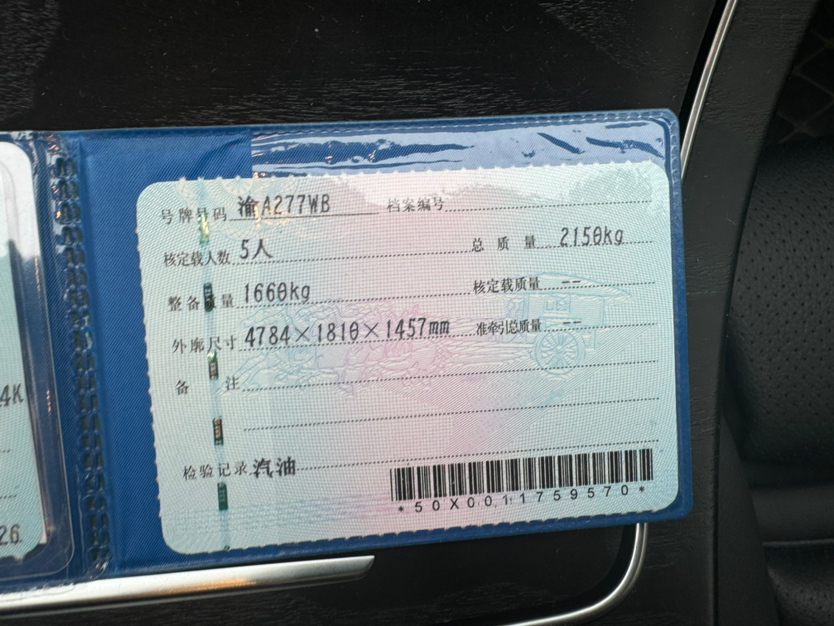 号牌号码 渝A277WB 档案编号
核定载人数 5人 总质量 2150kg
整备质量 1660kg 核定载质量 --
外廓尺寸 4784×1810×1457mm 准牵引总质量 --
备注
检验记录 汽油
*50X0011759570*
4K
26